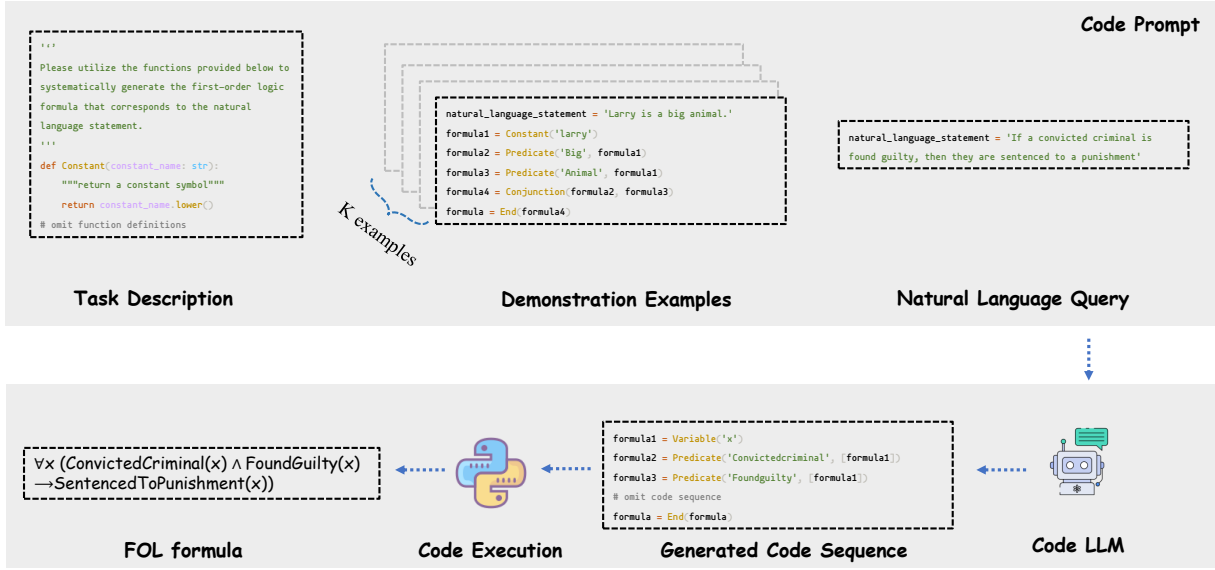 Code Prompt
'''
Please utilize the functions provided below to
systematically generate the first-order logic
formula that corresponds to the natural
language statement.
'''
def Constant(constant_name: str):
"""return a constant symbol"""
return constant_name.lower()
# omit function definitions
Task Description
natural_language_statement = 'Larry is a big animal.'
formula1 = Constant('larry')
formula2 = Predicate('Big', formula1)
formula3 = Predicate('Animal', formula1)
formula4 = Conjunction(formula2, formula3)
formula = End(formula4)
K examples
Demonstration Examples
natural_language_statement = 'If a convicted criminal is
found guilty, then they are sentenced to a punishment'
Natural Language Query
∀x (ConvictedCriminal(x) ∧ FoundGuilty(x)
→SentencedToPunishment(x))
FOL formula
Code Execution
formula1 = Variable('x')
formula2 = Predicate('Convictedcriminal', [formula1])
formula3 = Predicate('Foundguilty', [formula1])
# omit code sequence
formula = End(formula)
Generated Code Sequence
Code LLM